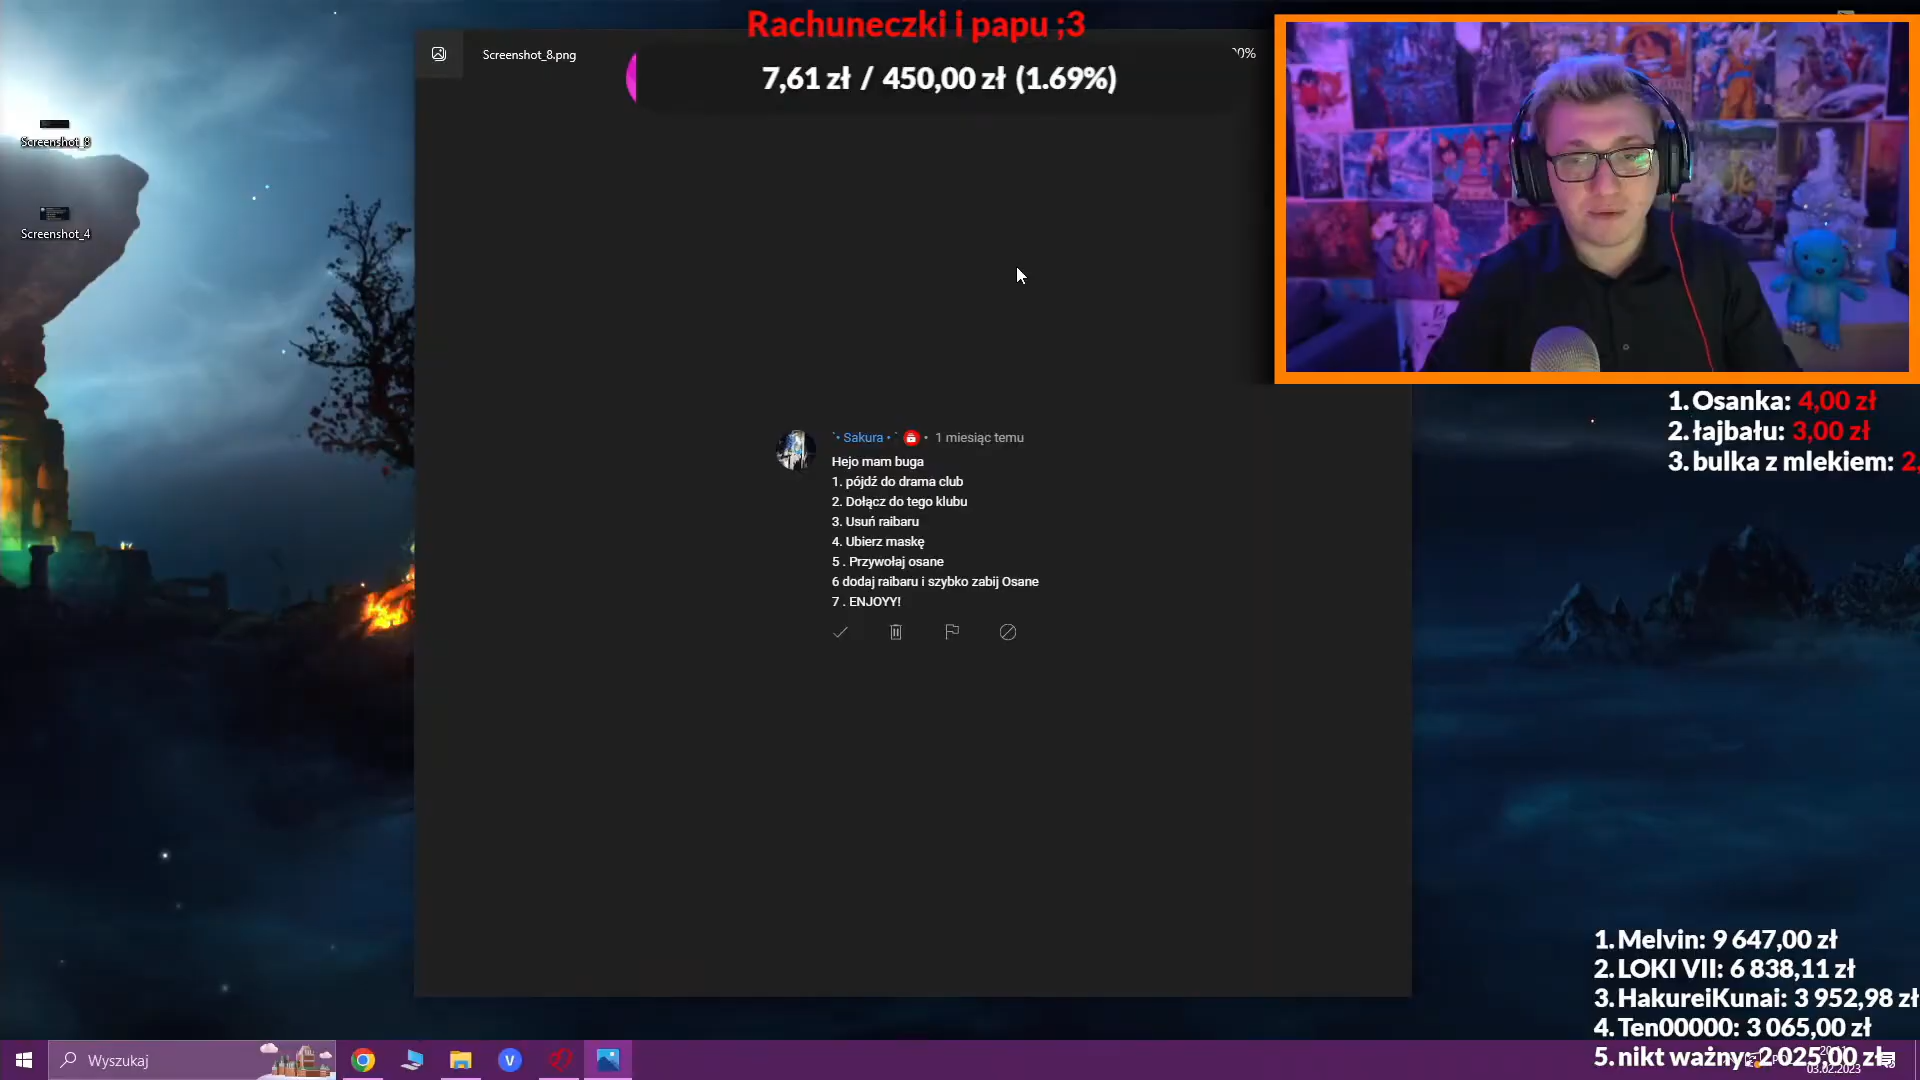 Rachuneczki i papu ;3
7,61 zł / 450,00 zł (1.69%)
Screenshot_8.png
Screenshot_8
Screenshot_4
1. Osanka: 4,00 zł
2. łajbału: 3,00 zł
3. bulka z mlekiem: 2,
`• Sakura • ` • 1 miesiąc temu
Hejo mam buga
1. pójdź do drama club
2. Dołącz do tego klubu
3. Usuń raibaru
4. Ubierz maskę
5 . Przywołaj osane
6 dodaj raibaru i szybko zabij Osane
7 . ENJOYY!
1. Melvin: 9 647,00 zł
2. LOKI VII: 6 838,11 zł
3. HakureiKunai: 3 952,98 zł
4. Ten00000: 3 065,00 zł
5. nikt ważny: 2 025,00 zł
Wyszukaj
03.02.2023